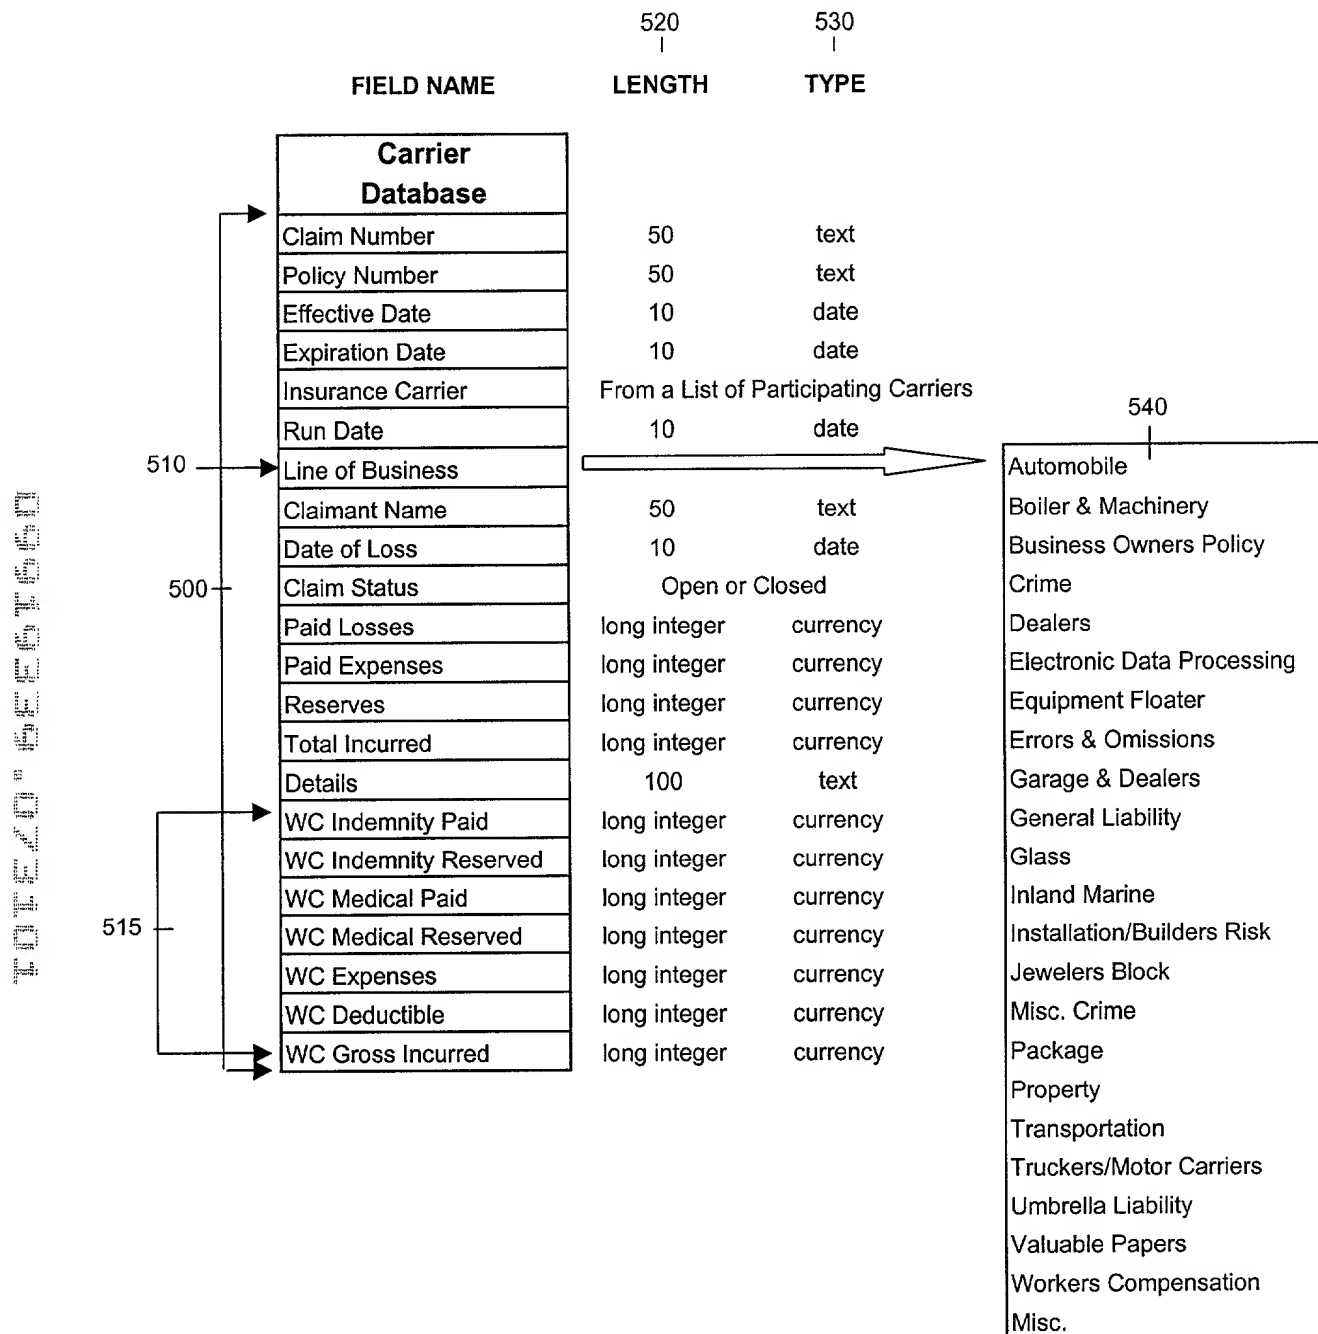 520 530
FIELD NAME LENGTH TYPE
Carrier
Database
Claim Number 50 text
Policy Number 50 text
Effective Date 10 date
Expiration Date 10 date
Insurance Carrier From a List of Participating Carriers
Run Date 10 date
540
510 Line of Business Automobile
Claimant Name 50 text Boiler & Machinery
Date of Loss 10 date Business Owners Policy
500 Claim Status Open or Closed Crime
Paid Losses long integer currency Dealers
Paid Expenses long integer currency Electronic Data Processing
Reserves long integer currency Equipment Floater
Total Incurred long integer currency Errors & Omissions
Details 100 text Garage & Dealers
WC Indemnity Paid long integer currency General Liability
WC Indemnity Reserved long integer currency Glass
WC Medical Paid long integer currency Inland Marine
515 WC Medical Reserved long integer currency Installation/Builders Risk
WC Expenses long integer currency Jewelers Block
WC Deductible long integer currency Misc. Crime
WC Gross Incurred long integer currency Package
Property
Transportation
Truckers/Motor Carriers
Umbrella Liability
Valuable Papers
Workers Compensation
Misc.